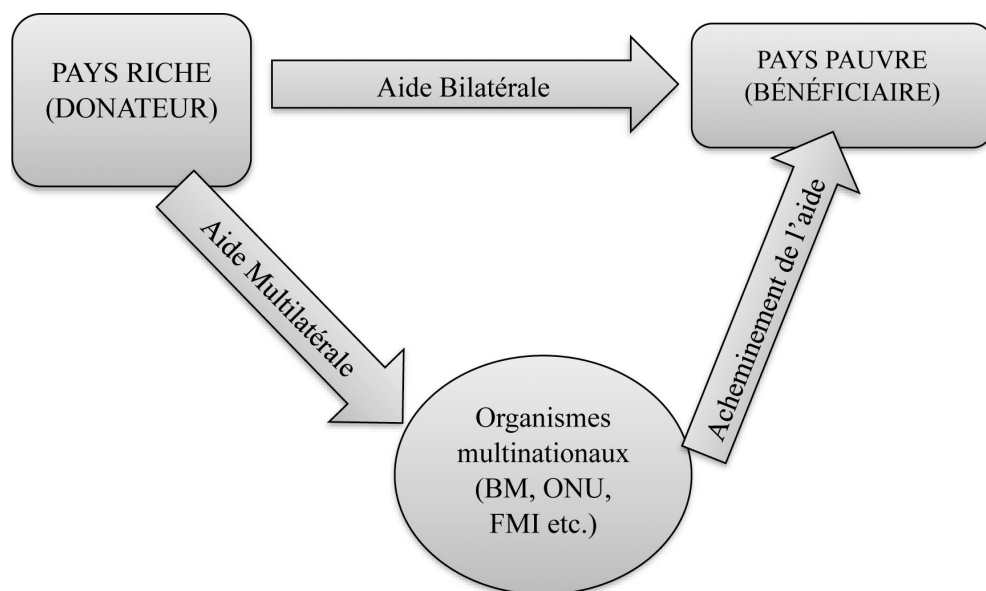 PAYS RICHE
(DONATEUR)
Aide Bilatérale
PAYS PAUVRE
(BÉNÉFICIAIRE)
Aide Multilatérale
Organismes
multinationaux
(BM, ONU,
FMI etc.)
Acheminement de l’aide